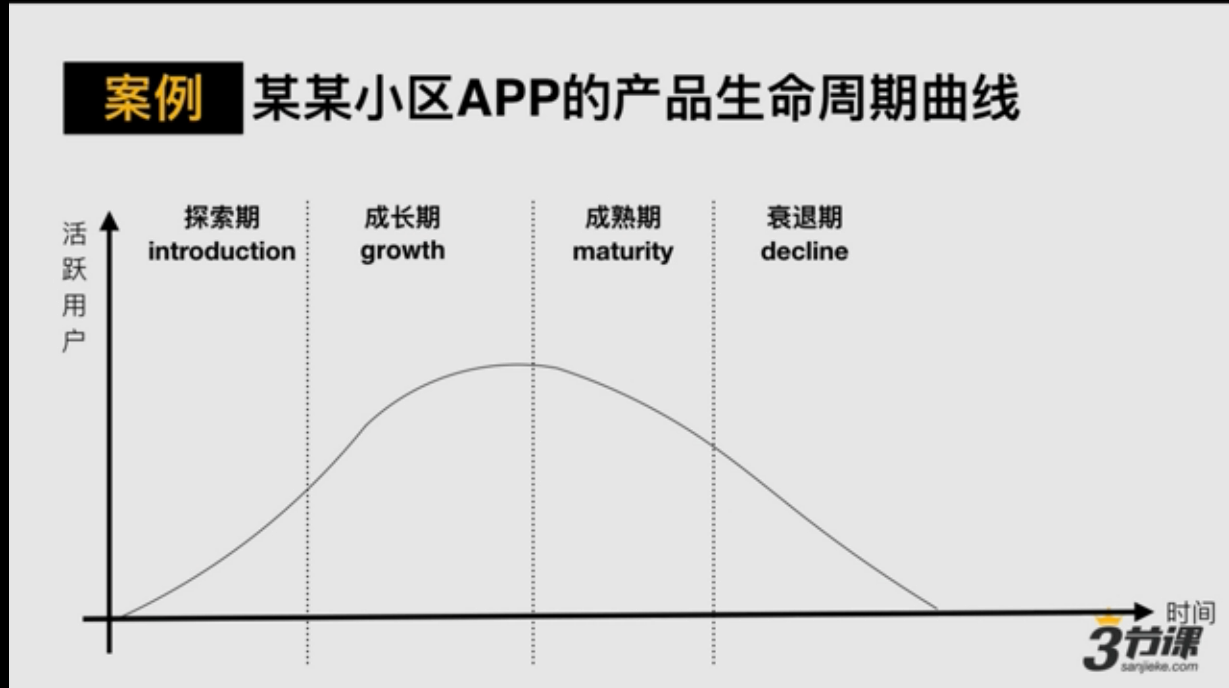 案例 某某小区APP的产品生命周期曲线
活跃用户
探索期
introduction
成长期
growth
成熟期
maturity
衰退期
decline
时间
3节课
sanjieke.com